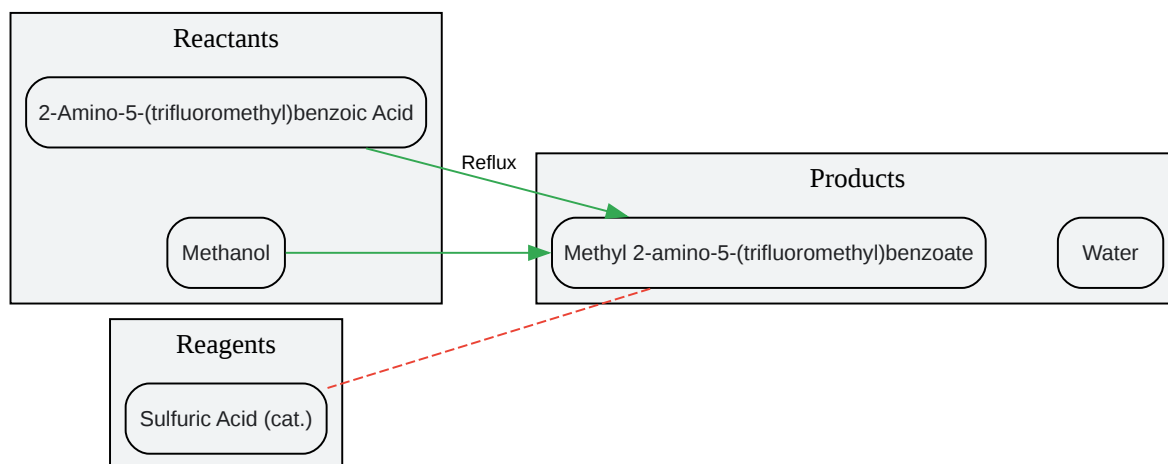 Reactants
2-Amino-5-(trifluoromethyl)benzoic Acid
Reflux
Methanol
Products
Methyl 2-amino-5-(trifluoromethyl)benzoate
Water
Reagents
Sulfuric Acid (cat.)